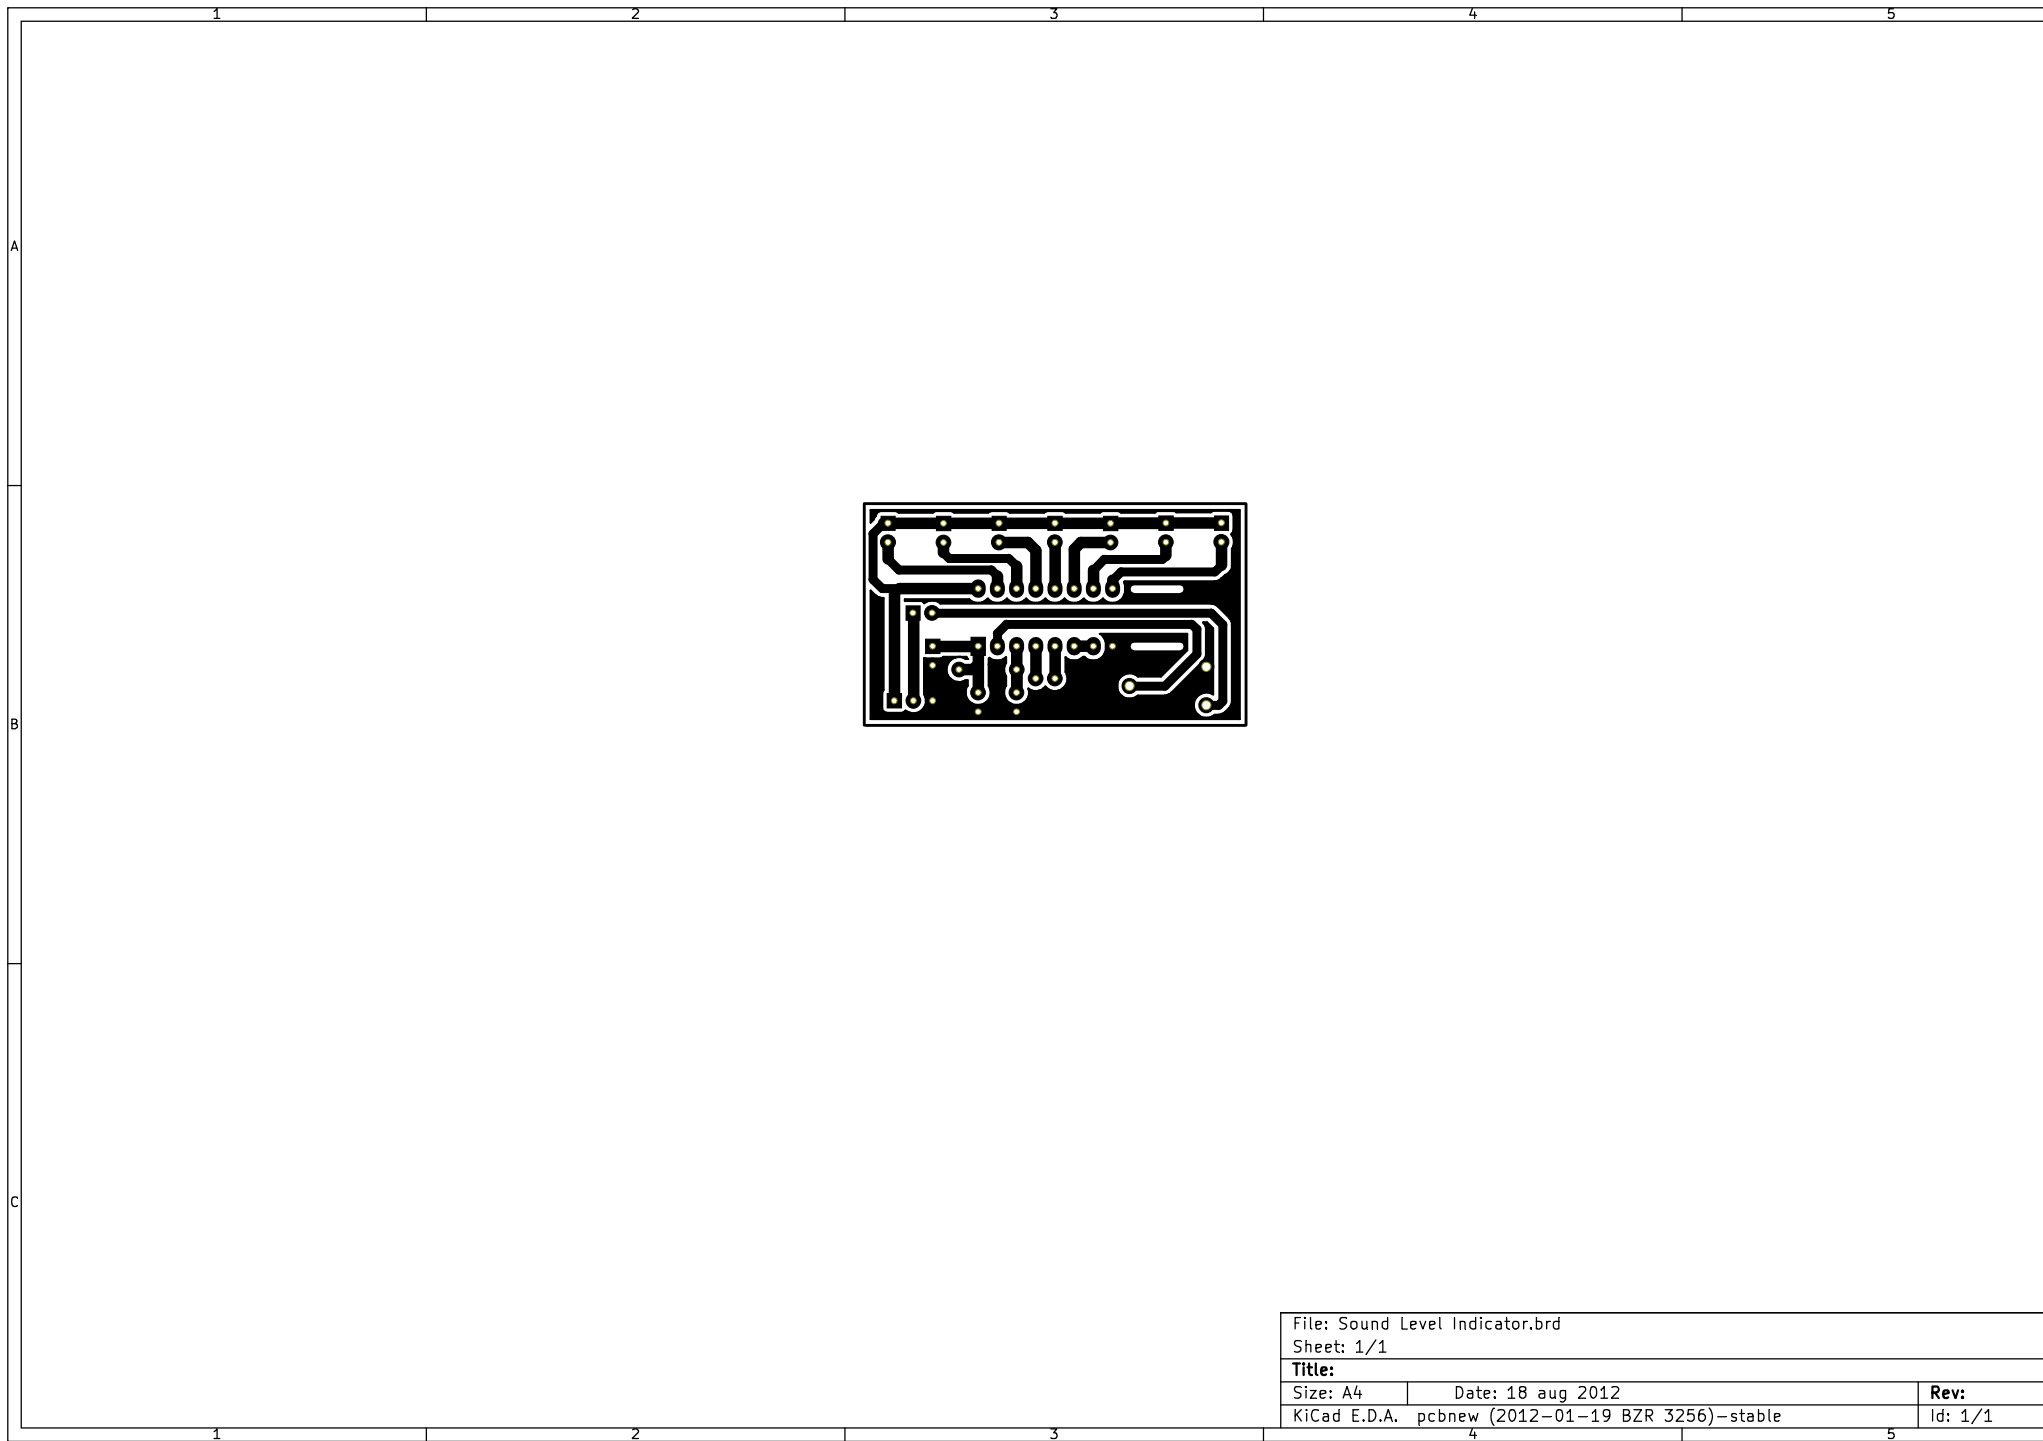 1 2 3 4 5
A
B
C
File: Sound Level Indicator.brd
Sheet: 1/1
Title:
Size: A4 Date: 18 aug 2012 Rev:
KiCad E.D.A. pcbnew (2012-01-19 BZR 3256)-stable Id: 1/1
1 2 3 4 5